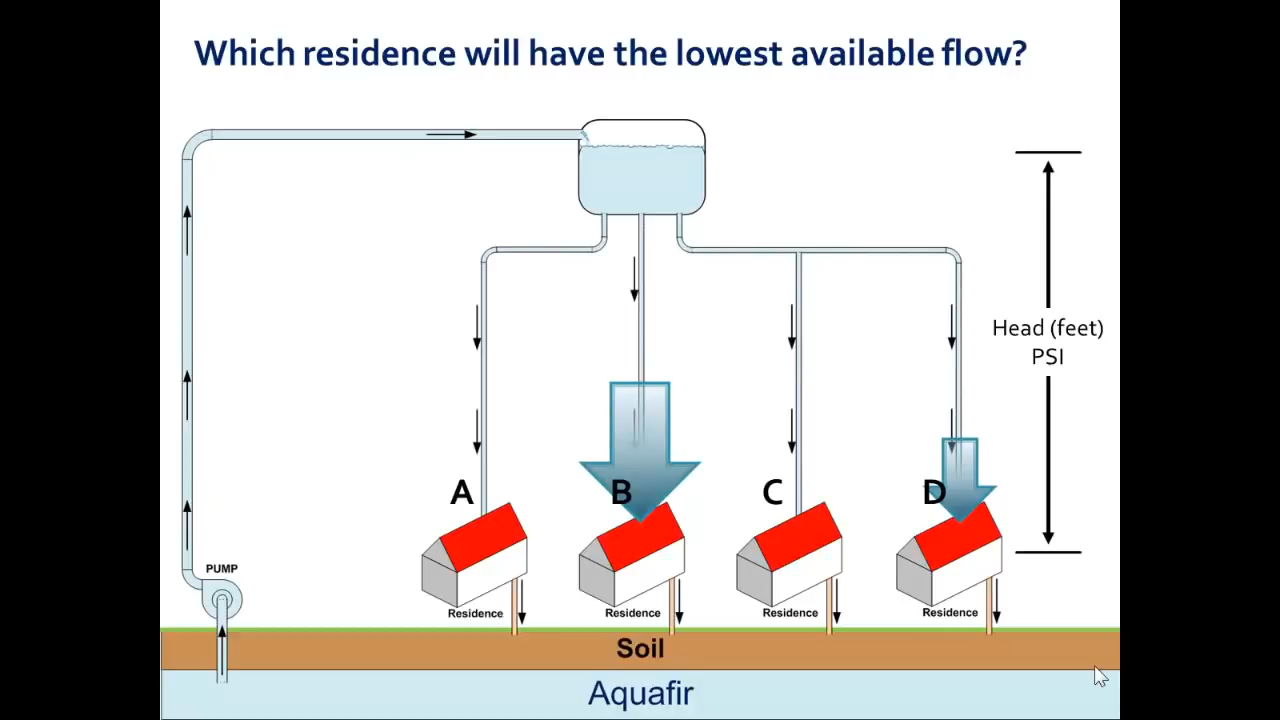 Which residence will have the lowest available flow?
Head (feet)
PSI
A
B
C
D
PUMP
Residence
Residence
Residence
Residence
Soil
Aquafir